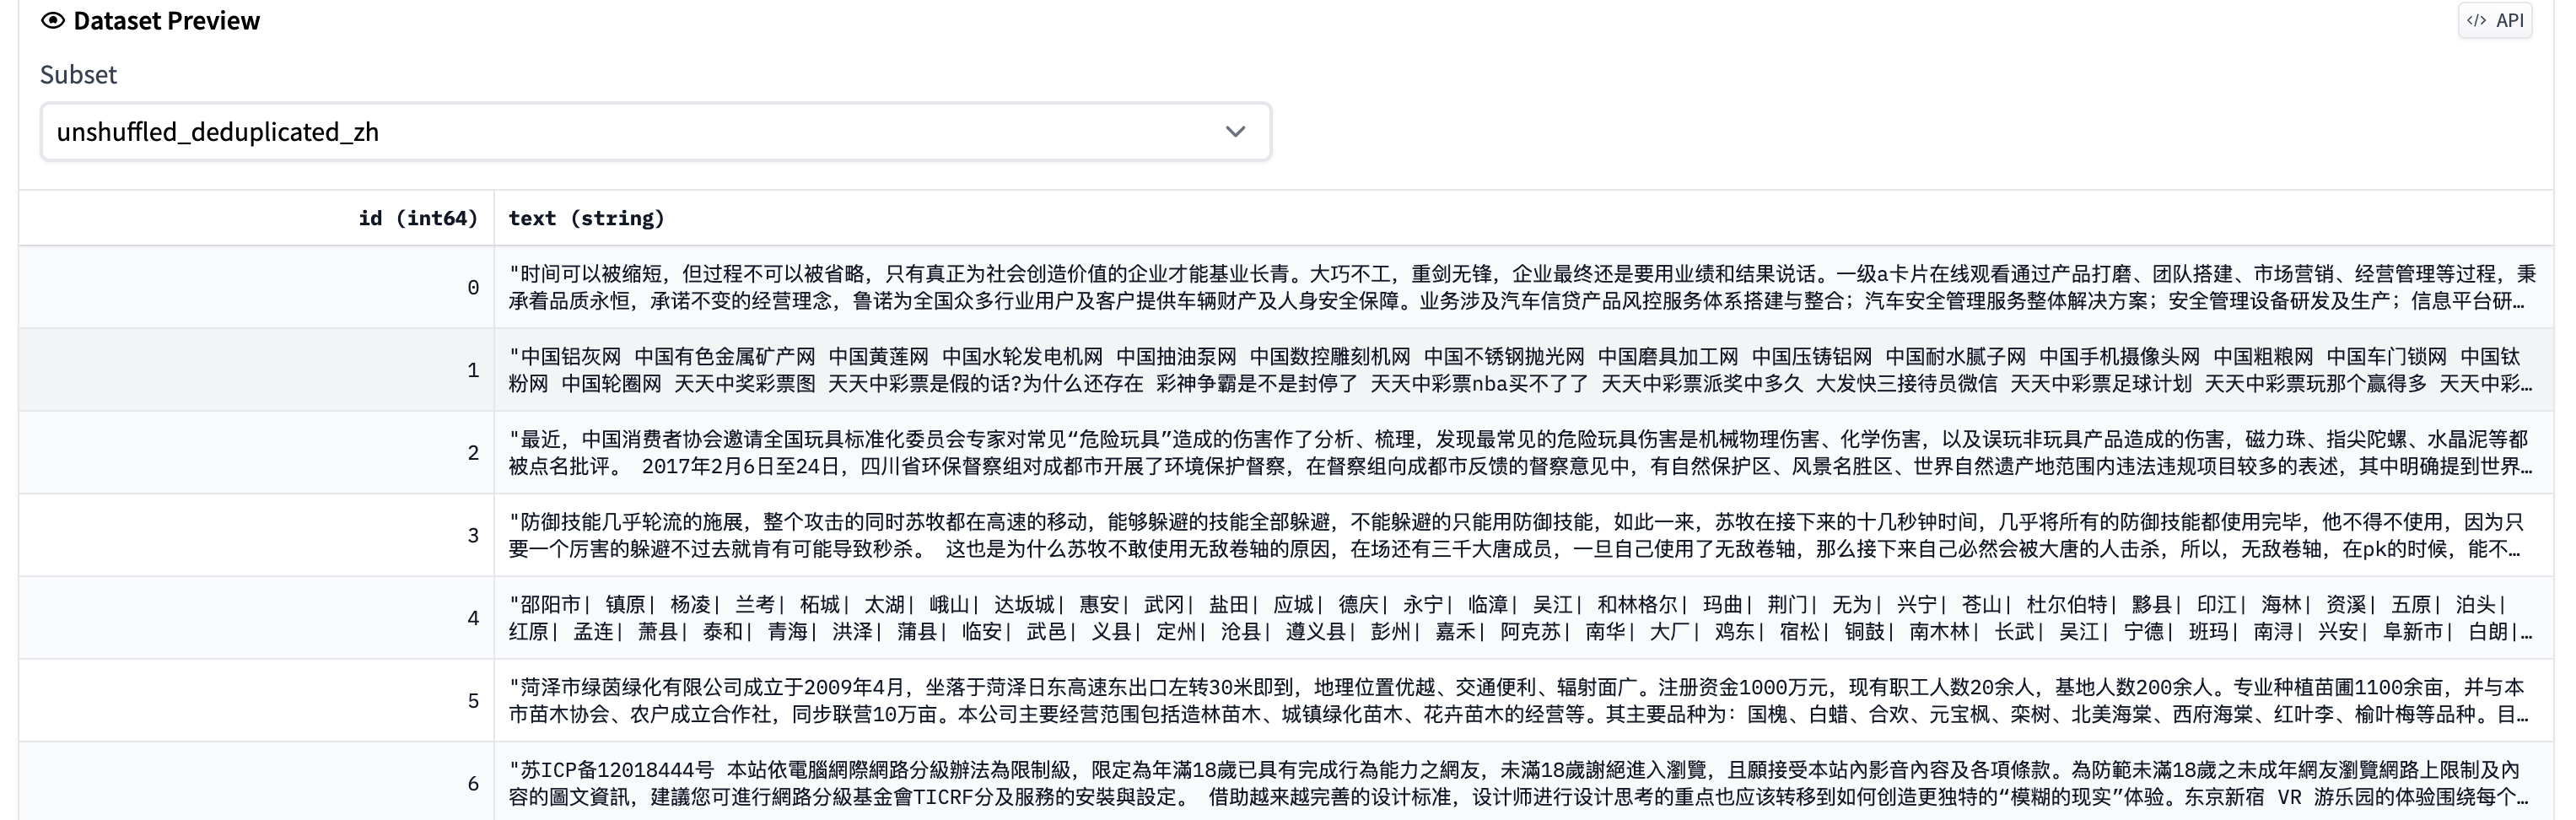 Dataset Preview
</> API
Subset
unshuffled_deduplicated_zh
id (int64) text (string)
0
"时间可以被缩短，但过程不可以被省略，只有真正为社会创造价值的企业才能基业长青。大巧不工，重剑无锋，企业最终还是要用业绩和结果说话。一级a卡片在线观看通过产品打磨、团队搭建、市场营销、经营管理等过程，秉
承着品质永恒，承诺不变的经营理念，鲁诺为全国众多行业用户及客户提供车辆财产及人身安全保障。业务涉及汽车信贷产品风控服务体系搭建与整合；汽车安全管理服务整体解决方案；安全管理设备研发及生产；信息平台研…
1
"中国铝灰网 中国有色金属矿产网 中国黄莲网 中国水轮发电机网 中国抽油泵网 中国数控雕刻机网 中国不锈钢抛光网 中国磨具加工网 中国压铸铝网 中国耐水腻子网 中国手机摄像头网 中国粗粮网 中国车门锁网 中国钛
粉网 中国轮圈网 天天中奖彩票图 天天中彩票是假的话?为什么还存在 彩神争霸是不是封停了 天天中彩票nba买不了了 天天中彩票派奖中多久 大发快三接待员微信 天天中彩票足球计划 天天中彩票玩那个赢得多 天天中彩…
2
"最近，中国消费者协会邀请全国玩具标准化委员会专家对常见“危险玩具”造成的伤害作了分析、梳理，发现最常见的危险玩具伤害是机械物理伤害、化学伤害，以及误玩非玩具产品造成的伤害，磁力珠、指尖陀螺、水晶泥等都
被点名批评。 2017年2月6日至24日，四川省环保督察组对成都市开展了环境保护督察，在督察组向成都市反馈的督察意见中，有自然保护区、风景名胜区、世界自然遗产地范围内违法违规项目较多的表述，其中明确提到世界…
3
"防御技能几乎轮流的施展，整个攻击的同时苏牧都在高速的移动，能够躲避的技能全部躲避，不能躲避的只能用防御技能，如此一来，苏牧在接下来的十几秒钟时间，几乎将所有的防御技能都使用完毕，他不得不使用，因为只
要一个厉害的躲避不过去就肯有可能导致秒杀。 这也是为什么苏牧不敢使用无敌卷轴的原因，在场还有三千大唐成员，一旦自己使用了无敌卷轴，那么接下来自己必然会被大唐的人击杀，所以，无敌卷轴，在pk的时候，能不…
4
"邵阳市| 镇原| 杨凌| 兰考| 柘城| 太湖| 峨山| 达坂城| 惠安| 武冈| 盐田| 应城| 德庆| 永宁| 临漳| 吴江| 和林格尔| 玛曲| 荆门| 无为| 兴宁| 苍山| 杜尔伯特| 黟县| 印江| 海林| 资溪| 五原| 泊头|
红原| 孟连| 萧县| 泰和| 青海| 洪泽| 蒲县| 临安| 武邑| 义县| 定州| 沧县| 遵义县| 彭州| 嘉禾| 阿克苏| 南华| 大厂| 鸡东| 宿松| 铜鼓| 南木林| 长武| 吴江| 宁德| 班玛| 南浔| 兴安| 阜新市| 白朗|…
5
"菏泽市绿茵绿化有限公司成立于2009年4月，坐落于菏泽日东高速东出口左转30米即到，地理位置优越、交通便利、辐射面广。注册资金1000万元，现有职工人数20余人，基地人数200余人。专业种植苗圃1100余亩，并与本
市苗木协会、农户成立合作社，同步联营10万亩。本公司主要经营范围包括造林苗木、城镇绿化苗木、花卉苗木的经营等。其主要品种为：国槐、白蜡、合欢、元宝枫、栾树、北美海棠、西府海棠、红叶李、榆叶梅等品种。目…
6
"苏ICP备12018444号 本站依電腦網際網路分級辦法為限制級，限定為年滿18歲已具有完成行為能力之網友，未滿18歲謝絕進入瀏覽，且願接受本站內影音內容及各項條款。為防範未滿18歲之未成年網友瀏覽網路上限制及內
容的圖文資訊，建議您可進行網路分級基金會TICRF分及服務的安裝與設定。 借助越来越完善的设计标准，设计师进行设计思考的重点也应该转移到如何创造更独特的“模糊的现实”体验。东京新宿 VR 游乐园的体验围绕每个…